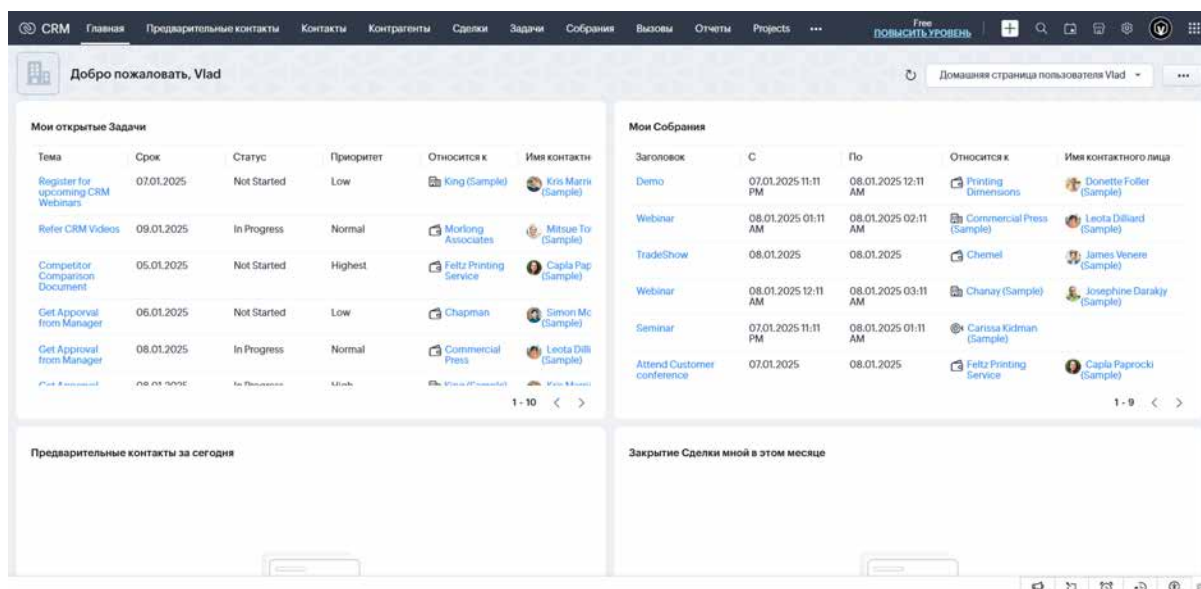 CRM Главная Предварительные контакты Контакты Контрагенты Сделки Задачи Собрания Вызовы Отчеты Projects ••• Free
ПОВЫСИТЬ УРОВЕНЬ
Добро пожаловать, Vlad
Домашняя страница пользователя Vlad
Мои открытые Задачи
Тема Срок Статус Приоритет Относится к Имя контактн
Register for 07.01.2025 Not Started Low King (Sample) Kris Marrie
upcoming CRM (Sample)
Webinars
Refer CRM Videos 09.01.2025 In Progress Normal Morlong Mitsue To
Associates (Sample)
Competitor 05.01.2025 Not Started Highest Feltz Printing Capla Pap
Comparison Service (Sample)
Document
Get Apporval 06.01.2025 Not Started Low Chapman Simon Mc
from Manager (Sample)
Get Approval 08.01.2025 In Progress Normal Commercial Leota Dilli
from Manager Press (Sample)
1 - 10
Мои Собрания
Заголовок С По Относится к Имя контактного лица
Demo 07.01.2025 11:11 08.01.2025 12:11 Printing Donette Foller
PM AM Dimensions (Sample)
Webinar 08.01.2025 01:11 08.01.2025 02:11 Commercial Press Leota Dilliard
AM AM (Sample) (Sample)
TradeShow 08.01.2025 08.01.2025 Chemel James Venere
(Sample)
Webinar 08.01.2025 12:11 08.01.2025 03:11 Chanay (Sample) Josephine Darakjy
AM AM (Sample)
Seminar 07.01.2025 11:11 08.01.2025 01:11 Carissa Kidman
PM AM (Sample)
Attend Customer 07.01.2025 08.01.2025 Feltz Printing Capla Paprocki
conference Service (Sample)
1 - 9
Предварительные контакты за сегодня
Закрытие Сделки мной в этом месяце